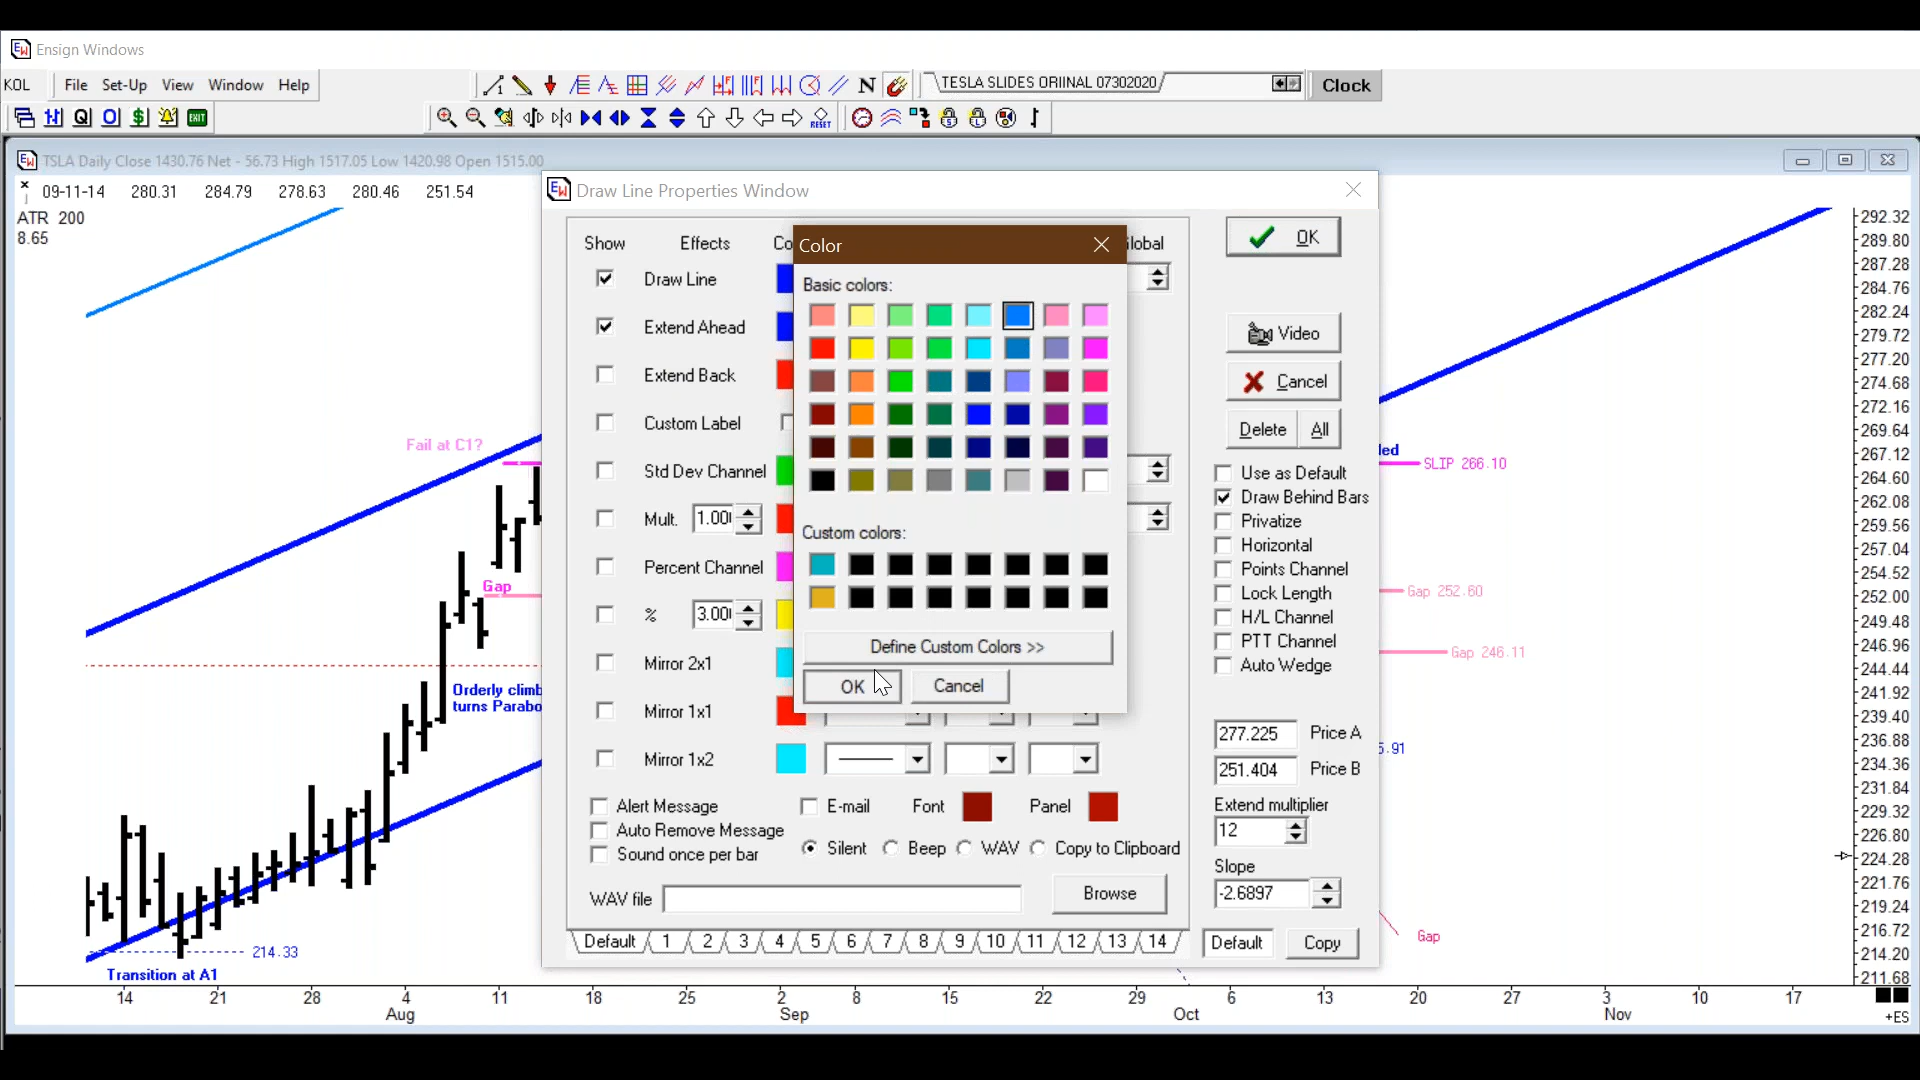 Ensign Windows
KOL File Set-Up View Window Help
TESLA SLIDES ORIINAL 07302020
Clock
TSLA Daily Close 1430.76 Net - 56.73 High 1517.05 Low 1420.98 Open 1515.00
09-11-14 280.31 284.79 278.63 280.46 251.54
ATR 200
8.65
Draw Line Properties Window
Show Effects Co
Global
Draw Line
Extend Ahead
Extend Back
Custom Label
Std Dev Channel
Mult. 1.00
Percent Channel
% 3.00
Mirror 2x1
Mirror 1x1
Mirror 1x2
Alert Message
Auto Remove Message
Sound once per bar
E-mail Font Panel
Silent Beep WAV Copy to Clipboard
WAV file
Browse
Default 1 2 3 4 5 6 7 8 9 10 11 12 13 14
Color
Basic colors:
Custom colors:
Define Custom Colors >>
OK Cancel
OK
Video
Cancel
Delete All
Use as Default
Draw Behind Bars
Privatize
Horizontal
Points Channel
Lock Length
H/L Channel
PTT Channel
Auto Wedge
277.225 Price A
251.404 Price B
Extend multiplier
12
Slope
-2.6897
Default Copy
Fail at C1?
Gap
Orderly climb
turns Parabo
214.33
Transition at A1
led
SLIP 266.10
Gap 252.60
Gap 246.11
5.91
Gap
292.32
289.80
287.28
284.76
282.24
279.72
277.20
274.68
272.16
269.64
267.12
264.60
262.08
259.56
257.04
254.52
252.00
249.48
246.96
244.44
241.92
239.40
236.88
234.36
231.84
229.32
226.80
224.28
221.76
219.24
216.72
214.20
211.68
14 21 28 4 11 18 25 2 8 15 22 29 6 13 20 27 3 10 17
Aug Sep Oct Nov
+ES